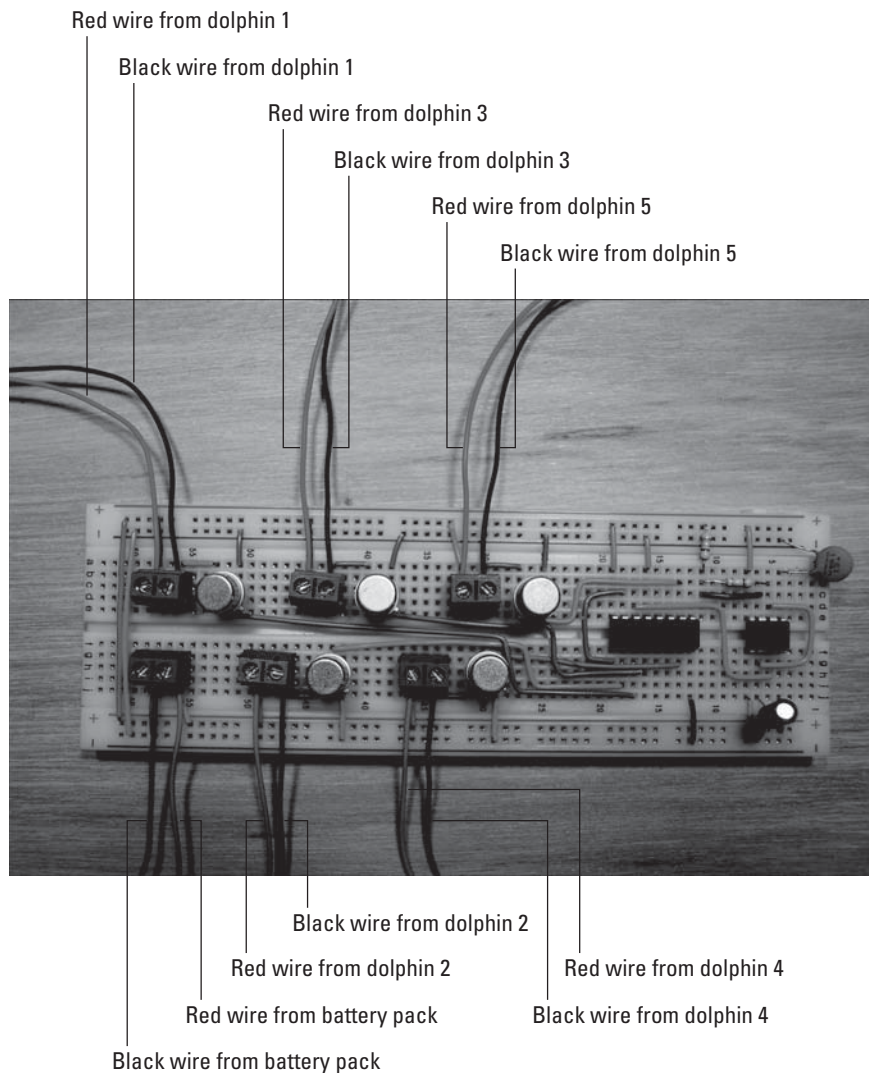 Red wire from dolphin 1
Black wire from dolphin 1
Red wire from dolphin 3
Black wire from dolphin 3
Red wire from dolphin 5
Black wire from dolphin 5
Black wire from dolphin 2
Red wire from dolphin 2
Red wire from dolphin 4
Red wire from battery pack
Black wire from dolphin 4
Black wire from battery pack